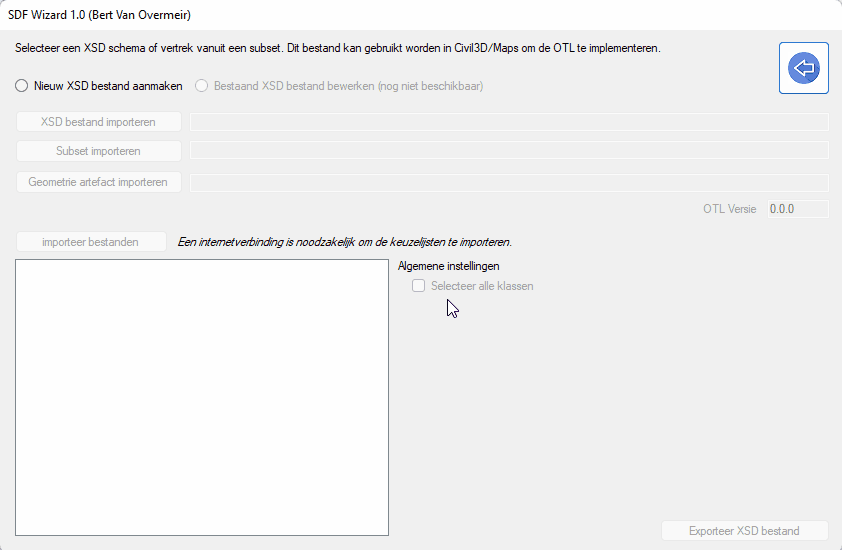 SDF Wizard 1.0 (Bert Van Overmeir)
Selecteer een XSD schema of vertrek vanuit een subset. Dit bestand kan gebruikt worden in Civil3D/Maps om de OTL te implementeren.
Nieuw XSD bestand aanmaken Bestaand XSD bestand bewerken (nog niet beschikbaar)
XSD bestand importeren
Subset importeren
Geometrie artefact importeren
OTL Versie 0.0.0
importeer bestanden Een internetverbinding is noodzakelijk om de keuzelijsten te importeren.
Algemene instellingen
Selecteer alle klassen
Exporteer XSD bestand